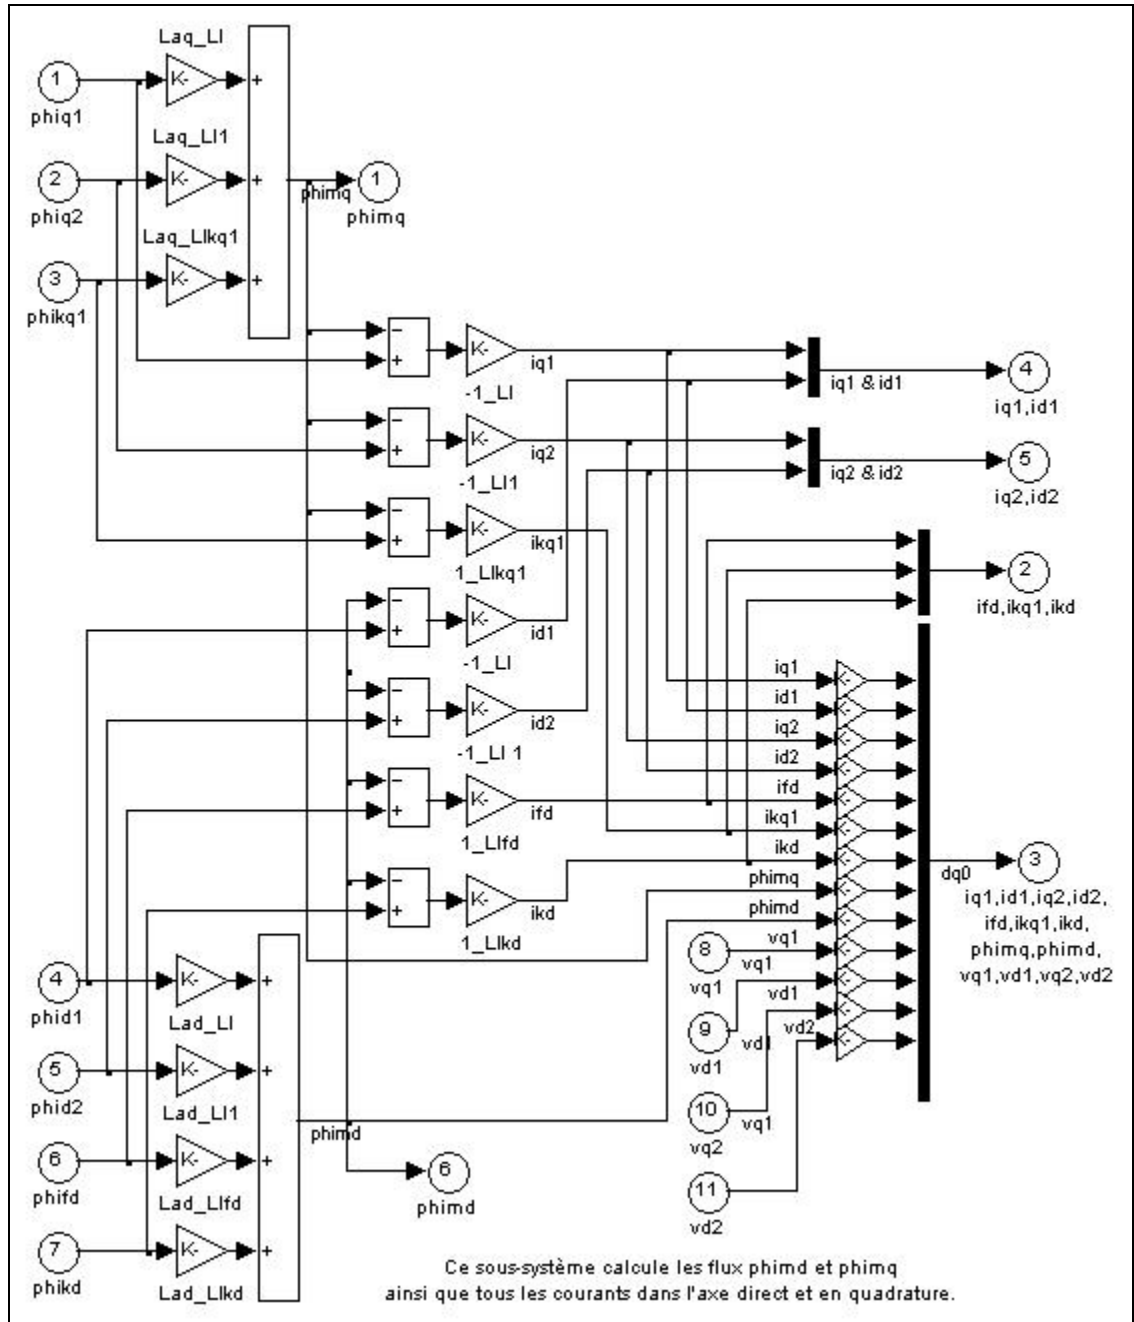 Laq_Ll
1
K-
+
phiq1
Laq_Ll1
2
K-
+
phimq
1
phiq2
phimq
Laq_Llkq1
3
K-
+
phikq1
−
+
K-
iq1
-1_Ll
iq1 & id1
4
iq1,id1
−
+
K-
iq2
-1_Ll1
iq2 & id2
5
iq2,id2
−
+
K-
ikq1
1_Llkq1
2
ifd,ikq1,ikd
−
+
K-
id1
-1_Ll
−
+
K-
id2
-1_Ll 1
−
+
K-
ifd
1_Llfd
−
+
K-
ikd
1_Llkd
iq1
K-
id1
K-
iq2
K-
id2
K-
ifd
K-
ikq1
K-
ikd
K-
phimq
K-
phimd
K-
vq1
K-
vd1
K-
vd2
K-
K-
dq0
3
iq1,id1,iq2,id2,
ifd,ikq1,ikd,
phimq,phimd,
vq1,vd1,vq2,vd2
8
vq1
vq1
9
vd1
vd1
10
vq1
vq2
11
vd2
4
K-
+
phid1
Lad_Ll
5
K-
+
phid2
Lad_Ll1
phimd
6
K-
+
phifd
Lad_Llfd
6
phimd
7
K-
+
phikd
Lad_Llkd
Ce sous-système calcule les flux phimd et phimq
ainsi que tous les courants dans l'axe direct et en quadrature.